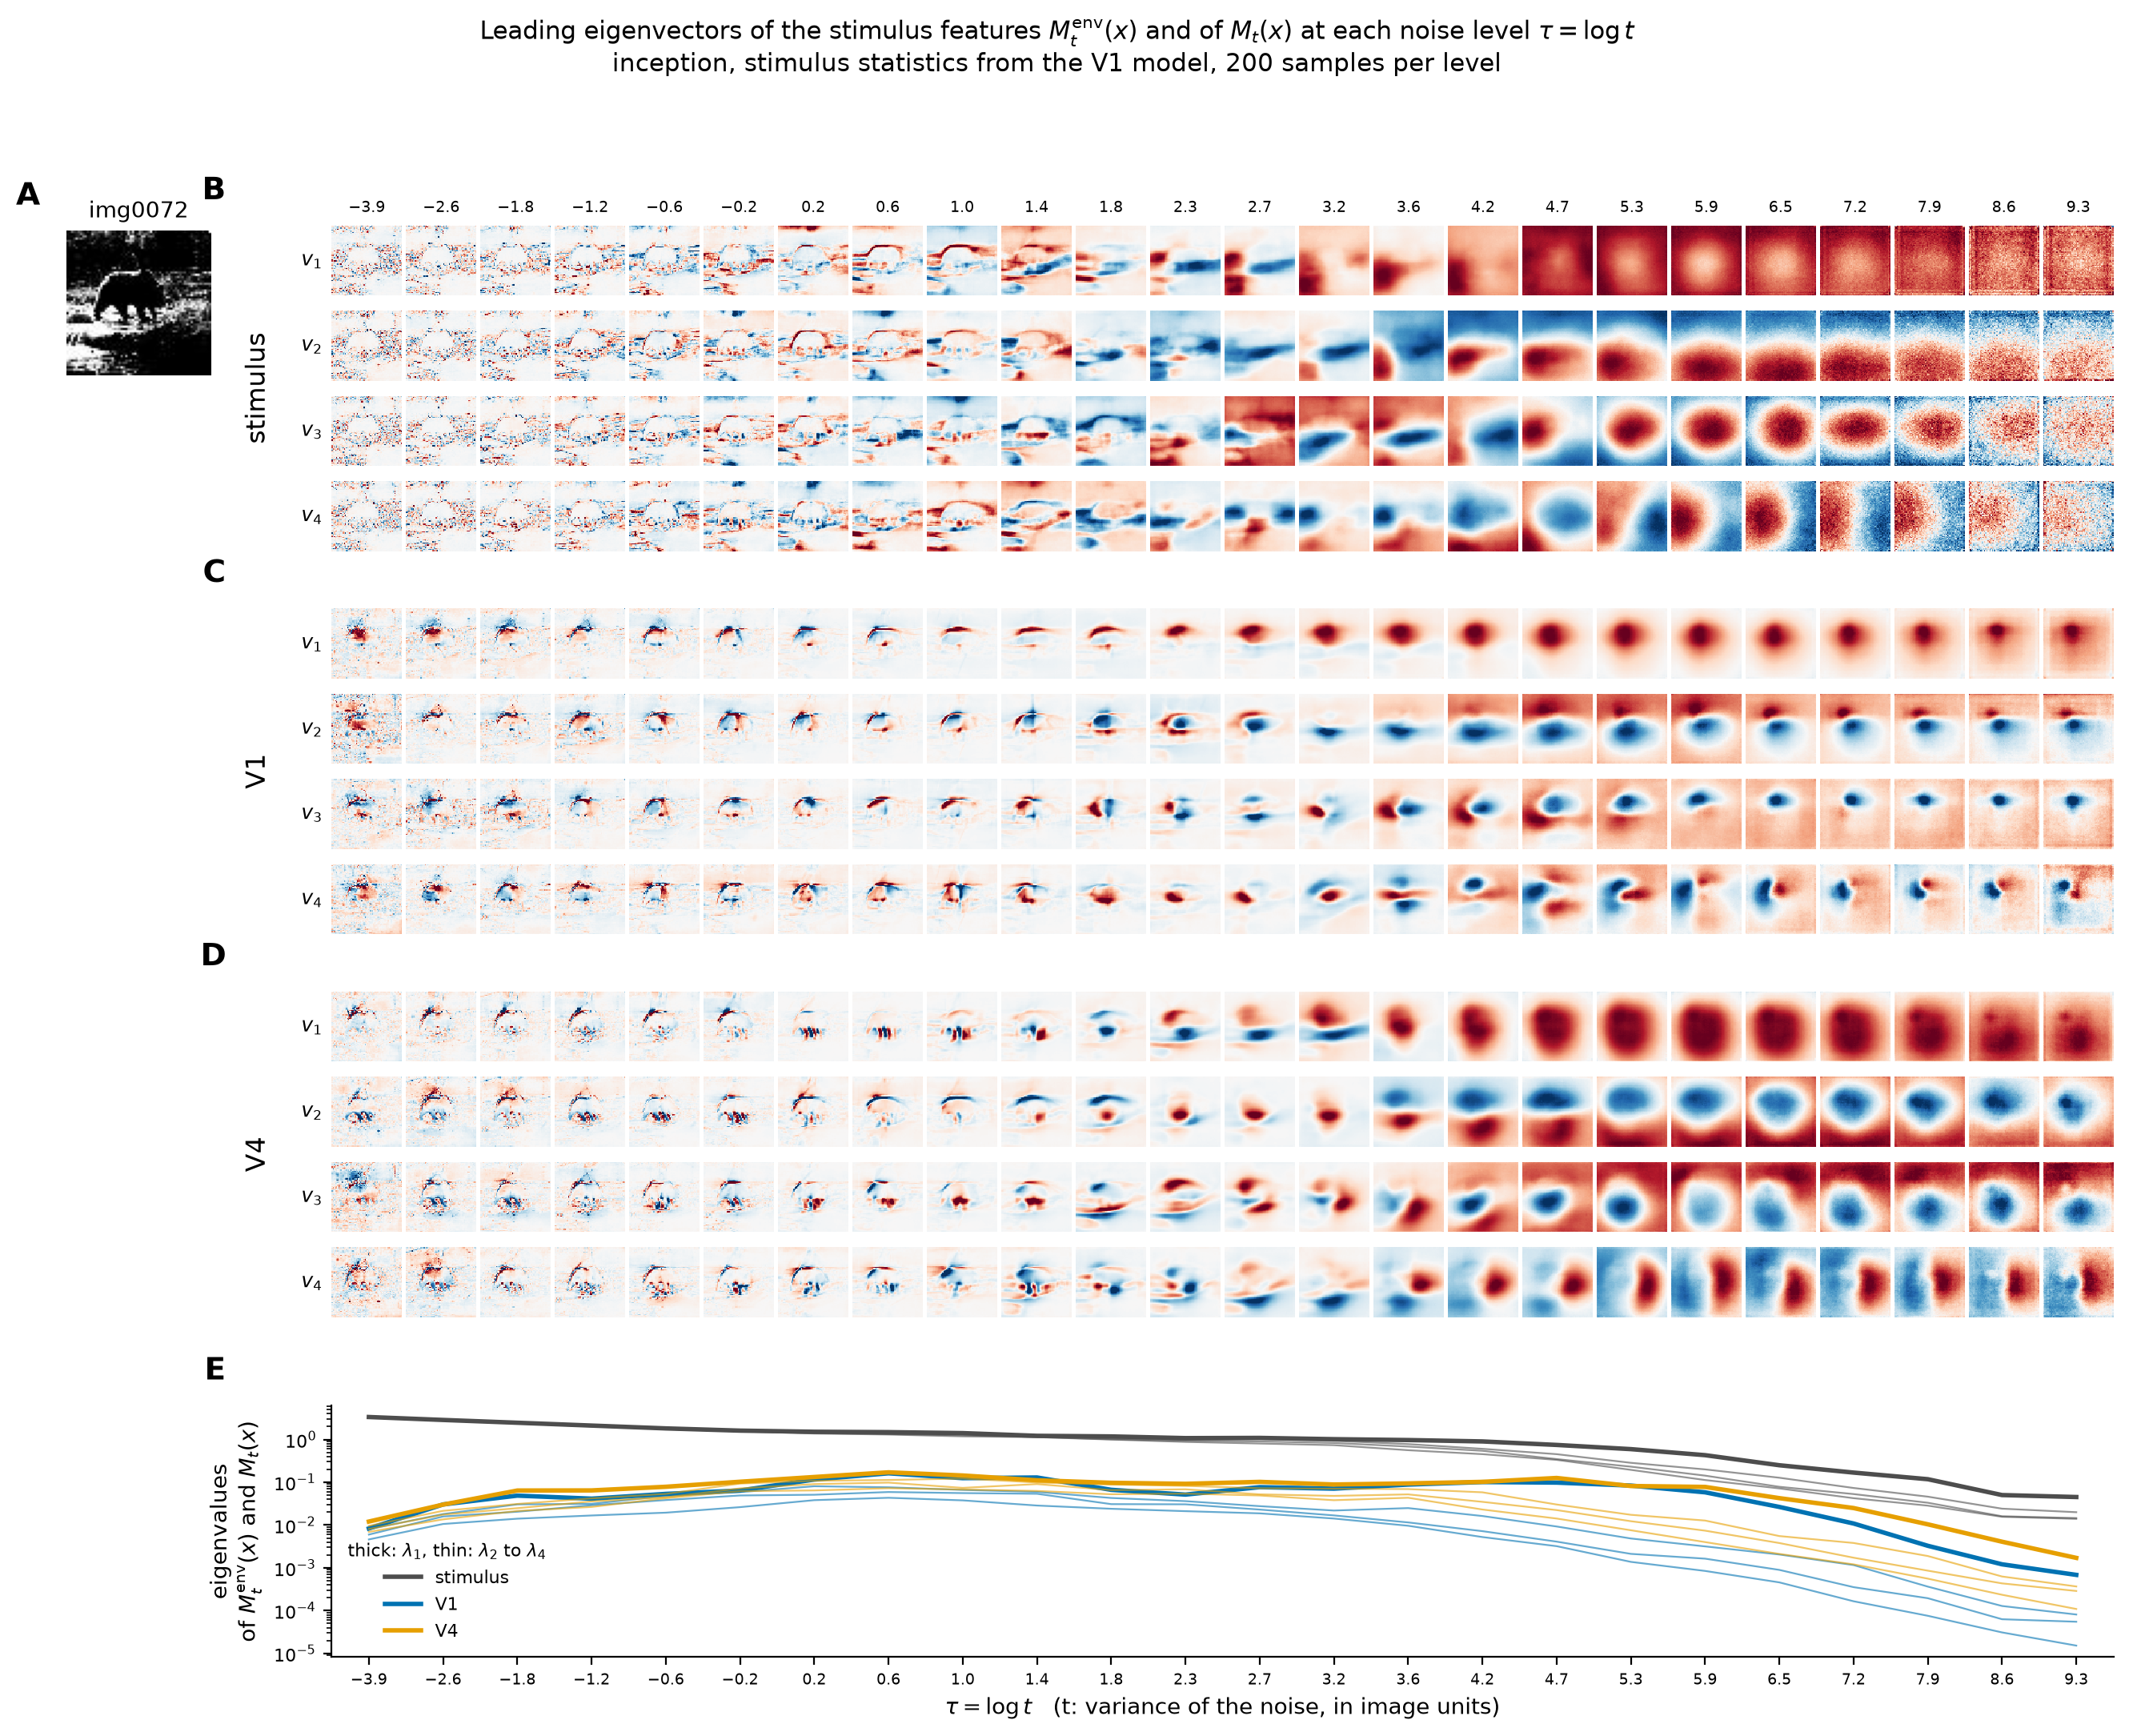 Leading eigenvectors of the stimulus features $M_t^{\mathrm{env}}(x)$ and of $M_t(x)$ at each noise level $\tau = \log t$
inception, stimulus statistics from the V1 model, 200 samples per level
A
img0072
B
−3.9 −2.6 −1.8 −1.2 −0.6 −0.2 0.2 0.6 1.0 1.4 1.8 2.3 2.7 3.2 3.6 4.2 4.7 5.3 5.9 6.5 7.2 7.9 8.6 9.3
stimulus
$v_1$
$v_2$
$v_3$
$v_4$
C
V1
$v_1$
$v_2$
$v_3$
$v_4$
D
V4
$v_1$
$v_2$
$v_3$
$v_4$
E
eigenvalues
of $M_t^{\mathrm{env}}(x)$ and $M_t(x)$
$10^0$
$10^{-1}$
$10^{-2}$
$10^{-3}$
$10^{-4}$
$10^{-5}$
thick: $\lambda_1$, thin: $\lambda_2$ to $\lambda_4$
stimulus
V1
V4
−3.9 −2.6 −1.8 −1.2 −0.6 −0.2 0.2 0.6 1.0 1.4 1.8 2.3 2.7 3.2 3.6 4.2 4.7 5.3 5.9 6.5 7.2 7.9 8.6 9.3
$\tau = \log t$ (t: variance of the noise, in image units)